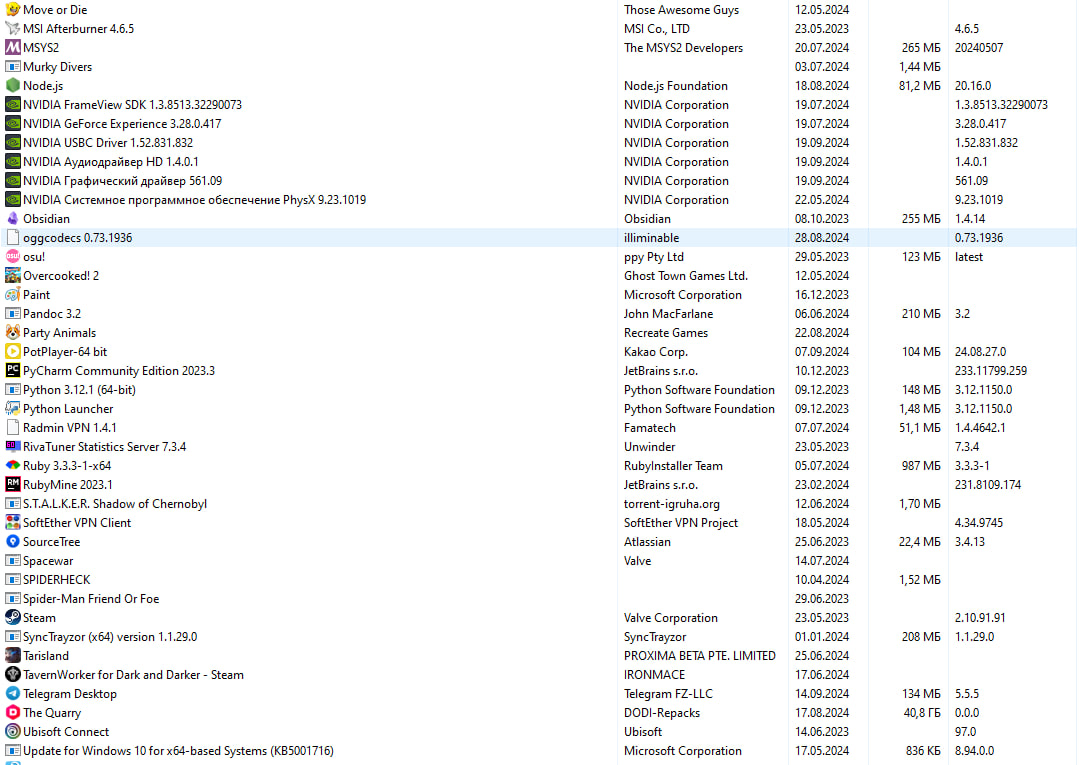 Move or Die Those Awesome Guys 12.05.2024
MSI Afterburner 4.6.5 MSI Co., LTD 23.05.2023 4.6.5
MSYS2 The MSYS2 Developers 20.07.2024 265 МБ 20240507
Murky Divers 03.07.2024 1,44 МБ
Node.js Node.js Foundation 18.08.2024 81,2 МБ 20.16.0
NVIDIA FrameView SDK 1.3.8513.32290073 NVIDIA Corporation 19.07.2024 1.3.8513.32290073
NVIDIA GeForce Experience 3.28.0.417 NVIDIA Corporation 19.07.2024 3.28.0.417
NVIDIA USBC Driver 1.52.831.832 NVIDIA Corporation 19.09.2024 1.52.831.832
NVIDIA Аудиодрайвер HD 1.4.0.1 NVIDIA Corporation 19.09.2024 1.4.0.1
NVIDIA Графический драйвер 561.09 NVIDIA Corporation 19.09.2024 561.09
NVIDIA Системное программное обеспечение PhysX 9.23.1019 NVIDIA Corporation 22.05.2024 9.23.1019
Obsidian Obsidian 08.10.2023 255 МБ 1.4.14
oggcodecs 0.73.1936 illiminable 28.08.2024 0.73.1936
osu! ppy Pty Ltd 29.05.2023 123 МБ latest
Overcooked! 2 Ghost Town Games Ltd. 12.05.2024
Paint Microsoft Corporation 16.12.2023
Pandoc 3.2 John MacFarlane 06.06.2024 210 МБ 3.2
Party Animals Recreate Games 22.08.2024
PotPlayer-64 bit Kakao Corp. 07.09.2024 104 МБ 24.08.27.0
PyCharm Community Edition 2023.3 JetBrains s.r.o. 10.12.2023 233.11799.259
Python 3.12.1 (64-bit) Python Software Foundation 09.12.2023 148 МБ 3.12.1150.0
Python Launcher Python Software Foundation 09.12.2023 1,48 МБ 3.12.1150.0
Radmin VPN 1.4.1 Famatech 07.07.2024 51,1 МБ 1.4.4642.1
RivaTuner Statistics Server 7.3.4 Unwinder 23.05.2023 7.3.4
Ruby 3.3.3-1-x64 RubyInstaller Team 05.07.2024 987 МБ 3.3.3-1
RubyMine 2023.1 JetBrains s.r.o. 23.02.2024 231.8109.174
S.T.A.L.K.E.R. Shadow of Chernobyl torrent-igruha.org 12.06.2024 1,70 МБ
SoftEther VPN Client SoftEther VPN Project 18.05.2024 4.34.9745
SourceTree Atlassian 25.06.2023 22,4 МБ 3.4.13
Spacewar Valve 14.07.2024
SPIDERHECK 10.04.2024 1,52 МБ
Spider-Man Friend Or Foe 29.06.2023
Steam Valve Corporation 23.05.2023 2.10.91.91
SyncTrayzor (x64) version 1.1.29.0 SyncTrayzor 01.01.2024 208 МБ 1.1.29.0
Tarisland PROXIMA BETA PTE. LIMITED 25.06.2024
TavernWorker for Dark and Darker - Steam IRONMACE 17.06.2024
Telegram Desktop Telegram FZ-LLC 14.09.2024 134 МБ 5.5.5
The Quarry DODI-Repacks 17.08.2024 40,8 ГБ 0.0.0
Ubisoft Connect Ubisoft 14.06.2023 97.0
Update for Windows 10 for x64-based Systems (KB5001716) Microsoft Corporation 17.05.2024 836 КБ 8.94.0.0